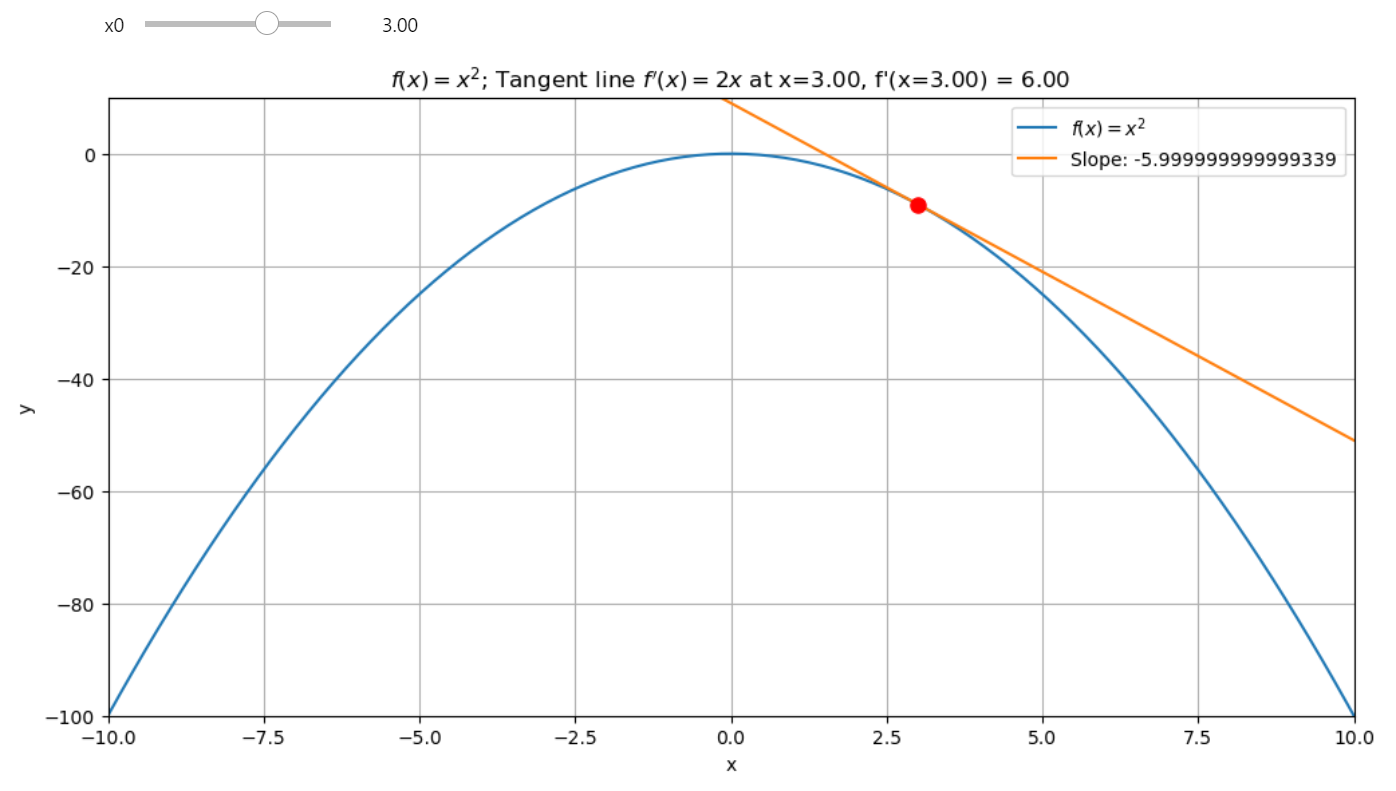 x0 3.00
f(x) = x²; Tangent line f′(x) = 2x at x=3.00, f'(x=3.00) = 6.00
f(x) = x²
Slope: -5.999999999999339
0
−20
−40
−60
−80
−100
y
−10.0 −7.5 −5.0 −2.5 0.0 2.5 5.0 7.5 10.0
x